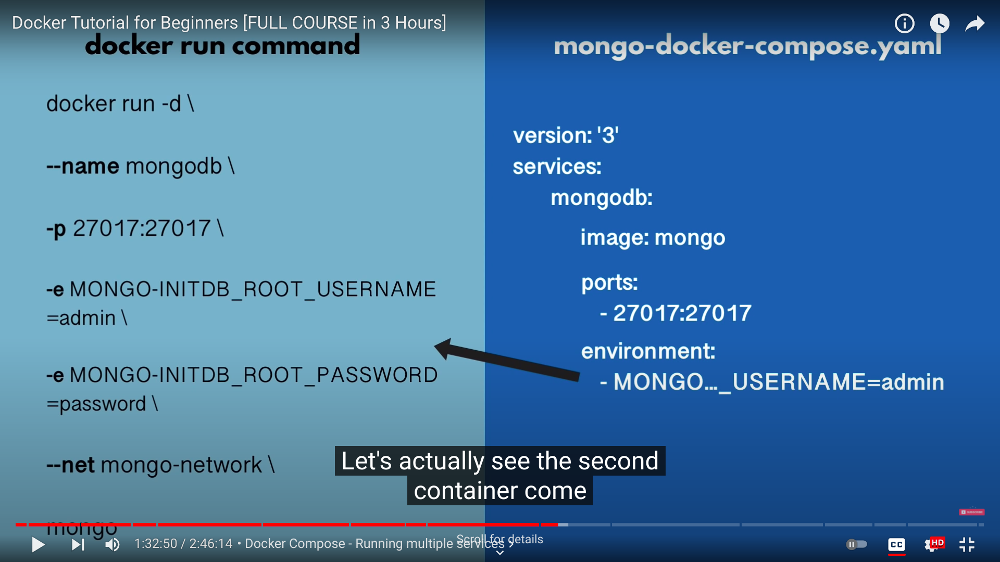 Docker Tutorial for Beginners [FULL COURSE in 3 Hours]
docker run command
docker run -d \
--name mongodb \
-p 27017:27017 \
-e MONGO-INITDB_ROOT_USERNAME
=admin \
-e MONGO-INITDB_ROOT_PASSWORD
=password \
--net mongo-network \
mongo
mongo-docker-compose.yaml
version: '3'
services:
mongodb:
image: mongo
ports:
- 27017:27017
environment:
- MONGO..._USERNAME=admin
Let's actually see the second
container come
SUBSCRIBE
1:32:50 / 2:46:14 • Docker Compose - Running multiple services >
Scroll for details
CC
HD